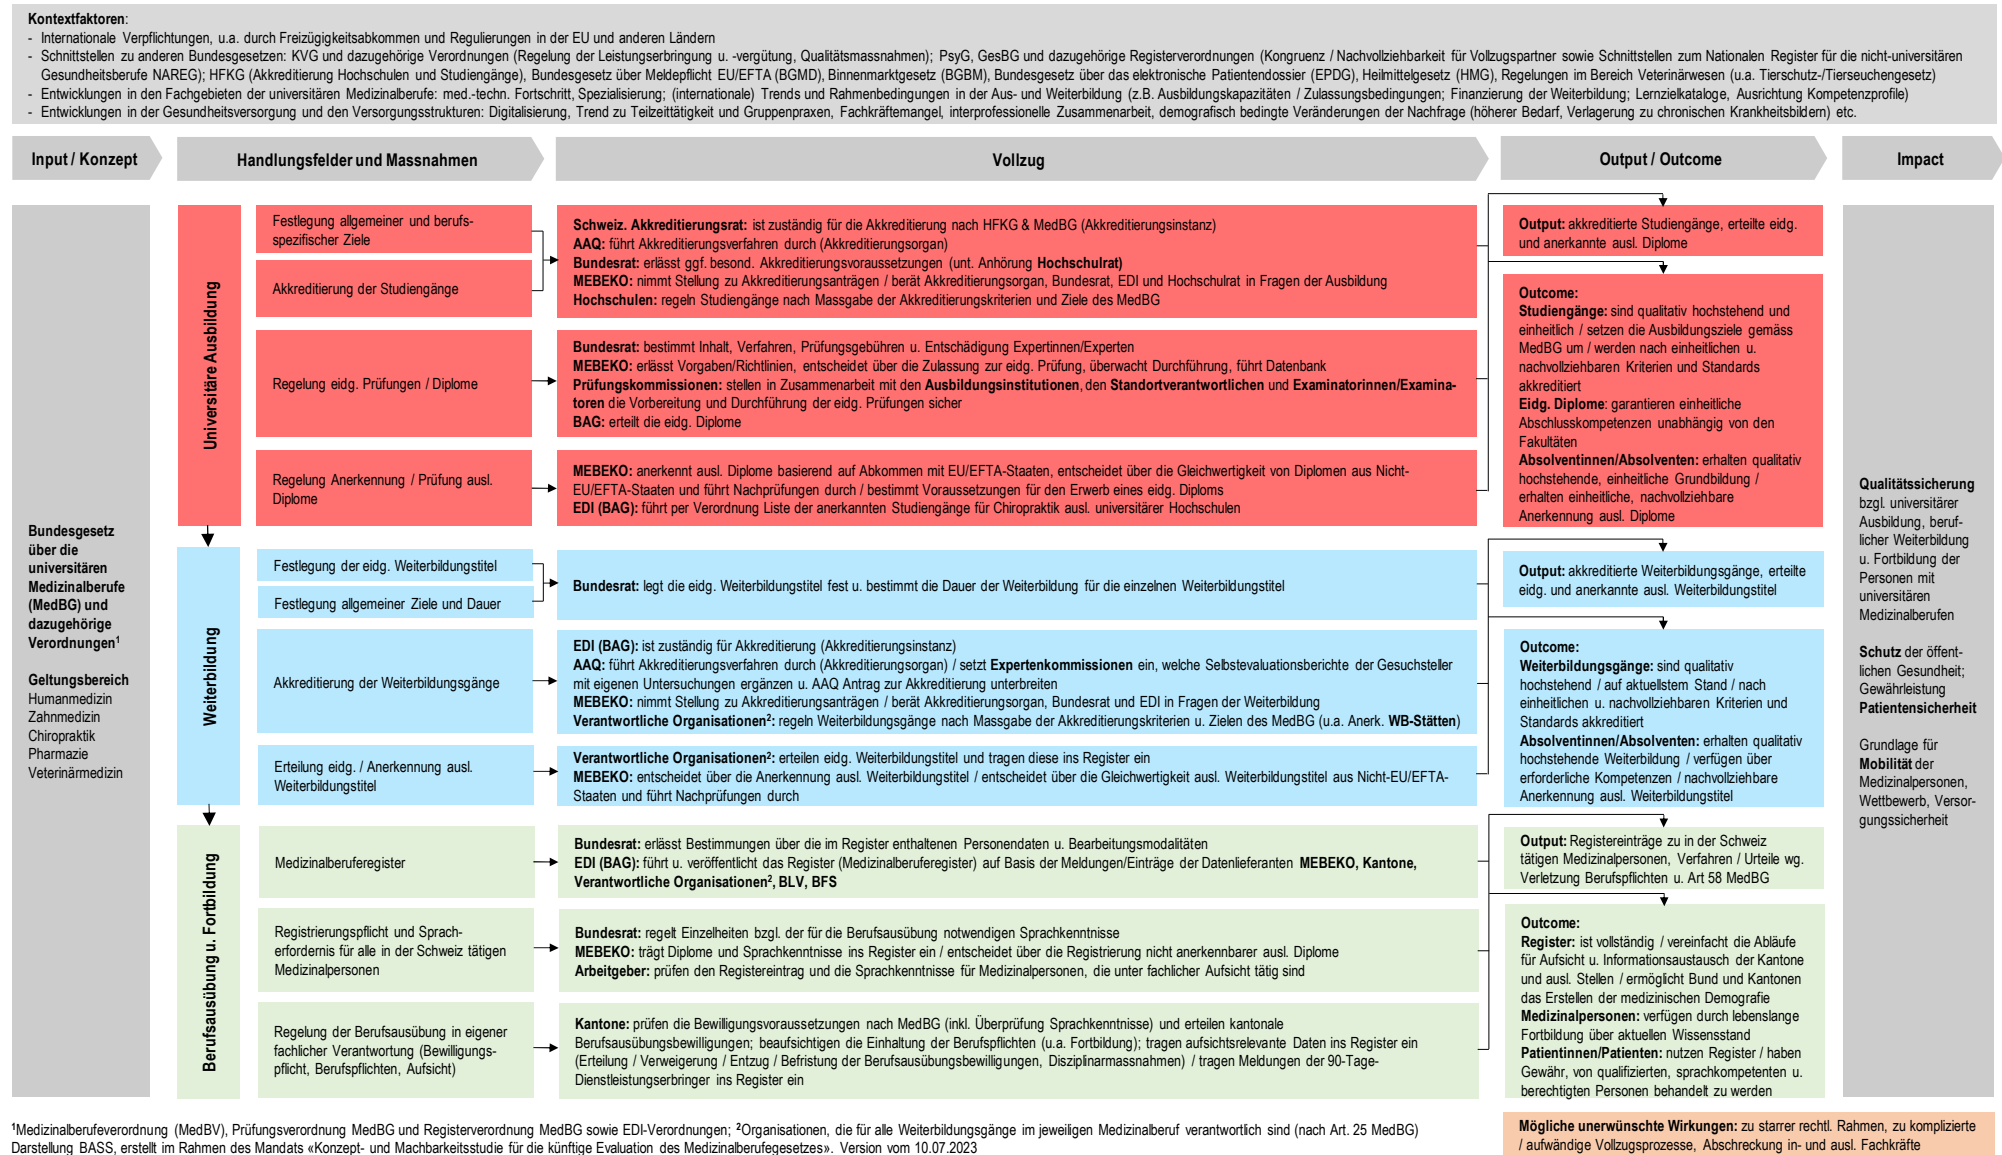 Kontextfaktoren:
- Internationale Verpflichtungen, u.a. durch Freizügigkeitsabkommen und Regulierungen in der EU und anderen Ländern
- Schnittstellen zu anderen Bundesgesetzen: KVG und dazugehörige Verordnungen (Regelung der Leistungserbringung u. -vergütung, Qualitätsmassnahmen); PsyG, GesBG und dazugehörige Registerverordnungen (Kongruenz / Nachvollziehbarkeit für Vollzugspartner sowie Schnittstellen zum Nationalen Register für die nicht-universitären
Gesundheitsberufe NAREG); HFKG (Akkreditierung Hochschulen und Studiengänge), Bundesgesetz über Meldepflicht EU/EFTA (BGMD), Binnenmarktgesetz (BGBM), Bundesgesetz über das elektronische Patientendossier (EPDG), Heilmittelgesetz (HMG), Regelungen im Bereich Veterinärwesen (u.a. Tierschutz-/Tierseuchengesetz)
- Entwicklungen in den Fachgebieten der universitären Medizinalberufe: med.-techn. Fortschritt, Spezialisierung; (internationale) Trends und Rahmenbedingungen in der Aus- und Weiterbildung (z.B. Ausbildungskapazitäten / Zulassungsbedingungen; Finanzierung der Weiterbildung; Lernzielkataloge, Ausrichtung Kompetenzprofile)
- Entwicklungen in der Gesundheitsversorgung und den Versorgungsstrukturen: Digitalisierung, Trend zu Teilzeittätigkeit und Gruppenpraxen, Fachkräftemangel, interprofessionelle Zusammenarbeit, demografisch bedingte Veränderungen der Nachfrage (höherer Bedarf, Verlagerung zu chronischen Krankheitsbildern) etc.
Input / Konzept
Handlungsfelder und Massnahmen
Vollzug
Output / Outcome
Impact
Bundesgesetz
über die
universitären
Medizinalberufe
(MedBG) und
dazugehörige
Verordnungen¹
Geltungsbereich
Humanmedizin
Zahnmedizin
Chiropraktik
Pharmazie
Veterinärmedizin
Universitäre Ausbildung
Festlegung allgemeiner und berufs-
spezifischer Ziele
Akkreditierung der Studiengänge
Schweiz. Akkreditierungsrat: ist zuständig für die Akkreditierung nach HFKG & MedBG (Akkreditierungsinstanz)
AAQ: führt Akkreditierungsverfahren durch (Akkreditierungsorgan)
Bundesrat: erlässt ggf. besond. Akkreditierungsvoraussetzungen (unt. Anhörung Hochschulrat)
MEBEKO: nimmt Stellung zu Akkreditierungsanträgen / berät Akkreditierungsorgan, Bundesrat, EDI und Hochschulrat in Fragen der Ausbildung
Hochschulen: regeln Studiengänge nach Massgabe der Akkreditierungskriterien und Ziele des MedBG
Regelung eidg. Prüfungen / Diplome
Bundesrat: bestimmt Inhalt, Verfahren, Prüfungsgebühren u. Entschädigung Expertinnen/Experten
MEBEKO: erlässt Vorgaben/Richtlinien, entscheidet über die Zulassung zur eidg. Prüfung, überwacht Durchführung, führt Datenbank
Prüfungskommissionen: stellen in Zusammenarbeit mit den Ausbildungsinstitutionen, den Standortverantwortlichen und Examinatorinnen/Examina-
toren die Vorbereitung und Durchführung der eidg. Prüfungen sicher
BAG: erteilt die eidg. Diplome
Regelung Anerkennung / Prüfung ausl.
Diplome
MEBEKO: anerkennt ausl. Diplome basierend auf Abkommen mit EU/EFTA-Staaten, entscheidet über die Gleichwertigkeit von Diplomen aus Nicht-
EU/EFTA-Staaten und führt Nachprüfungen durch / bestimmt Voraussetzungen für den Erwerb eines eidg. Diploms
EDI (BAG): führt per Verordnung Liste der anerkannten Studiengänge für Chiropraktik ausl. universitärer Hochschulen
Output: akkreditierte Studiengänge, erteilte eidg.
und anerkannte ausl. Diplome
Outcome:
Studiengänge: sind qualitativ hochstehend und
einheitlich / setzen die Ausbildungsziele gemäss
MedBG um / werden nach einheitlichen u.
nachvollziehbaren Kriterien und Standards
akkreditiert
Eidg. Diplome: garantieren einheitliche
Abschlusskompetenzen unabhängig von den
Fakultäten
Absolventinnen/Absolventen: erhalten qualitativ
hochstehende, einheitliche Grundbildung /
erhalten einheitliche, nachvollziehbare
Anerkennung ausl. Diplome
Weiterbildung
Festlegung der eidg. Weiterbildungstitel
Festlegung allgemeiner Ziele und Dauer
Bundesrat: legt die eidg. Weiterbildungstitel fest u. bestimmt die Dauer der Weiterbildung für die einzelnen Weiterbildungstitel
Akkreditierung der Weiterbildungsgänge
EDI (BAG): ist zuständig für Akkreditierung (Akkreditierungsinstanz)
AAQ: führt Akkreditierungsverfahren durch (Akkreditierungsorgan) / setzt Expertenkommissionen ein, welche Selbstevaluationsberichte der Gesuchsteller
mit eigenen Untersuchungen ergänzen u. AAQ Antrag zur Akkreditierung unterbreiten
MEBEKO: nimmt Stellung zu Akkreditierungsanträgen / berät Akkreditierungsorgan, Bundesrat und EDI in Fragen der Weiterbildung
Verantwortliche Organisationen²: regeln Weiterbildungsgänge nach Massgabe der Akkreditierungskriterien u. Zielen des MedBG (u.a. Anerk. WB-Stätten)
Erteilung eidg. / Anerkennung ausl.
Weiterbildungstitel
Verantwortliche Organisationen²: erteilen eidg. Weiterbildungstitel und tragen diese ins Register ein
MEBEKO: entscheidet über die Anerkennung ausl. Weiterbildungstitel / entscheidet über die Gleichwertigkeit ausl. Weiterbildungstitel aus Nicht-EU/EFTA-
Staaten und führt Nachprüfungen durch
Output: akkreditierte Weiterbildungsgänge, erteilte
eidg. und anerkannte ausl. Weiterbildungstitel
Outcome:
Weiterbildungsgänge: sind qualitativ
hochstehend / auf aktuellstem Stand / nach
einheitlichen u. nachvollziehbaren Kriterien und
Standards akkreditiert
Absolventinnen/Absolventen: erhalten qualitativ
hochstehende Weiterbildung / verfügen über
erforderliche Kompetenzen / nachvollziehbare
Anerkennung ausl. Weiterbildungstitel
Berufsausübung u. Fortbildung
Medizinalberuferegister
Bundesrat: erlässt Bestimmungen über die im Register enthaltenen Personendaten u. Bearbeitungsmodalitäten
EDI (BAG): führt u. veröffentlicht das Register (Medizinalberuferegister) auf Basis der Meldungen/Einträge der Datenlieferanten MEBEKO, Kantone,
Verantwortliche Organisationen², BLV, BFS
Registrierungspflicht und Sprach-
erfordernis für alle in der Schweiz tätigen
Medizinalpersonen
Bundesrat: regelt Einzelheiten bzgl. der für die Berufsausübung notwendigen Sprachkenntnisse
MEBEKO: trägt Diplome und Sprachkenntnisse ins Register ein / entscheidet über die Registrierung nicht anerkennbarer ausl. Diplome
Arbeitgeber: prüfen den Registereintrag und die Sprachkenntnisse für Medizinalpersonen, die unter fachlicher Aufsicht tätig sind
Regelung der Berufsausübung in eigener
fachlicher Verantwortung (Bewilligungs-
pflicht, Berufspflichten, Aufsicht)
Kantone: prüfen die Bewilligungsvoraussetzungen nach MedBG (inkl. Überprüfung Sprachkenntnisse) und erteilen kantonale
Berufsausübungsbewilligungen; beaufsichtigen die Einhaltung der Berufspflichten (u.a. Fortbildung); tragen aufsichtsrelevante Daten ins Register ein
(Erteilung / Verweigerung / Entzug / Befristung der Berufsausübungsbewilligungen, Disziplinarmassnahmen) / tragen Meldungen der 90-Tage-
Dienstleistungserbringer ins Register ein
Output: Registereinträge zu in der Schweiz
tätigen Medizinalpersonen, Verfahren / Urteile wg.
Verletzung Berufspflichten u. Art 58 MedBG
Outcome:
Register: ist vollständig / vereinfacht die Abläufe
für Aufsicht u. Informationsaustausch der Kantone
und ausl. Stellen / ermöglicht Bund und Kantonen
das Erstellen der medizinischen Demografie
Medizinalpersonen: verfügen durch lebenslange
Fortbildung über aktuellen Wissensstand
Patientinnen/Patienten: nutzen Register / haben
Gewähr, von qualifizierten, sprachkompetenten u.
berechtigten Personen behandelt zu werden
Qualitätssicherung
bzgl. universitärer
Ausbildung, beruf-
licher Weiterbildung
u. Fortbildung der
Personen mit
universitären
Medizinalberufen
Schutz der öffent-
lichen Gesundheit;
Gewährleistung
Patientensicherheit
Grundlage für
Mobilität der
Medizinalpersonen,
Wettbewerb, Versor-
gungssicherheit
¹Medizinalberufeverordnung (MedBV), Prüfungsverordnung MedBG und Registerverordnung MedBG sowie EDI-Verordnungen; ²Organisationen, die für alle Weiterbildungsgänge im jeweiligen Medizinalberuf verantwortlich sind (nach Art. 25 MedBG)
Darstellung BASS, erstellt im Rahmen des Mandats «Konzept- und Machbarkeitsstudie für die künftige Evaluation des Medizinalberufegesetzes». Version vom 10.07.2023
Mögliche unerwünschte Wirkungen: zu starrer rechtl. Rahmen, zu komplizierte
/ aufwändige Vollzugsprozesse, Abschreckung in- und ausl. Fachkräfte